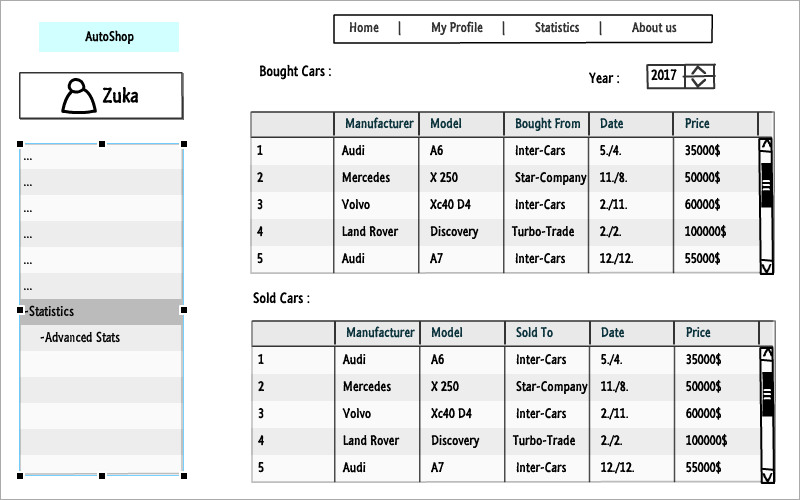 AutoShop
Home | My Profile | Statistics | About us
Zuka
...
...
...
...
...
...
-Statistics
-Advanced Stats
Bought Cars :
Year : 2017
Manufacturer Model Bought From Date Price
1 Audi A6 Inter-Cars 5./4. 35000$
2 Mercedes X 250 Star-Company 11./8. 50000$
3 Volvo Xc40 D4 Inter-Cars 2./11. 60000$
4 Land Rover Discovery Turbo-Trade 2./2. 100000$
5 Audi A7 Inter-Cars 12./12. 55000$
Sold Cars :
Manufacturer Model Sold To Date Price
1 Audi A6 Inter-Cars 5./4. 35000$
2 Mercedes X 250 Star-Company 11./8. 50000$
3 Volvo Xc40 D4 Inter-Cars 2./11. 60000$
4 Land Rover Discovery Turbo-Trade 2./2. 100000$
5 Audi A7 Inter-Cars 12./12. 55000$